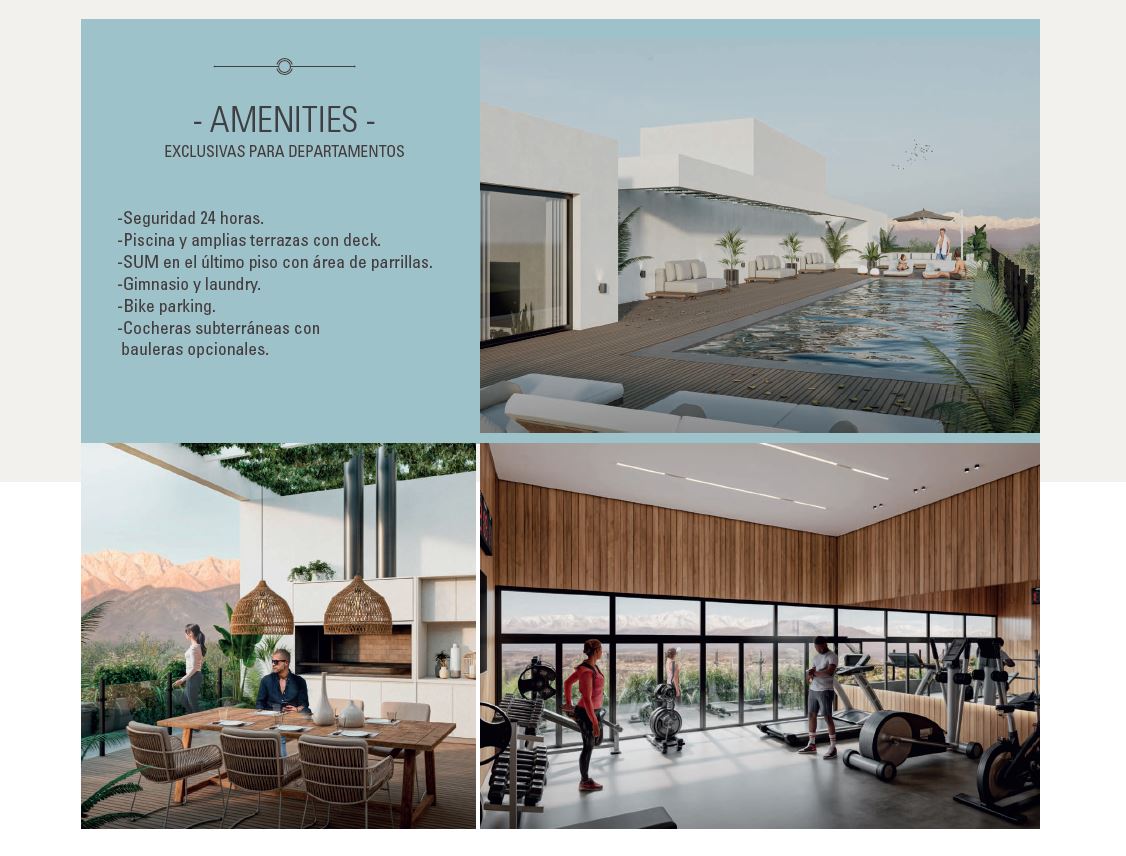 - AMENITIES -
EXCLUSIVAS PARA DEPARTAMENTOS
-Seguridad 24 horas.
-Piscina y amplias terrazas con deck.
-SUM en el último piso con área de parrillas.
-Gimnasio y laundry.
-Bike parking.
-Cocheras subterráneas con
bauleras opcionales.